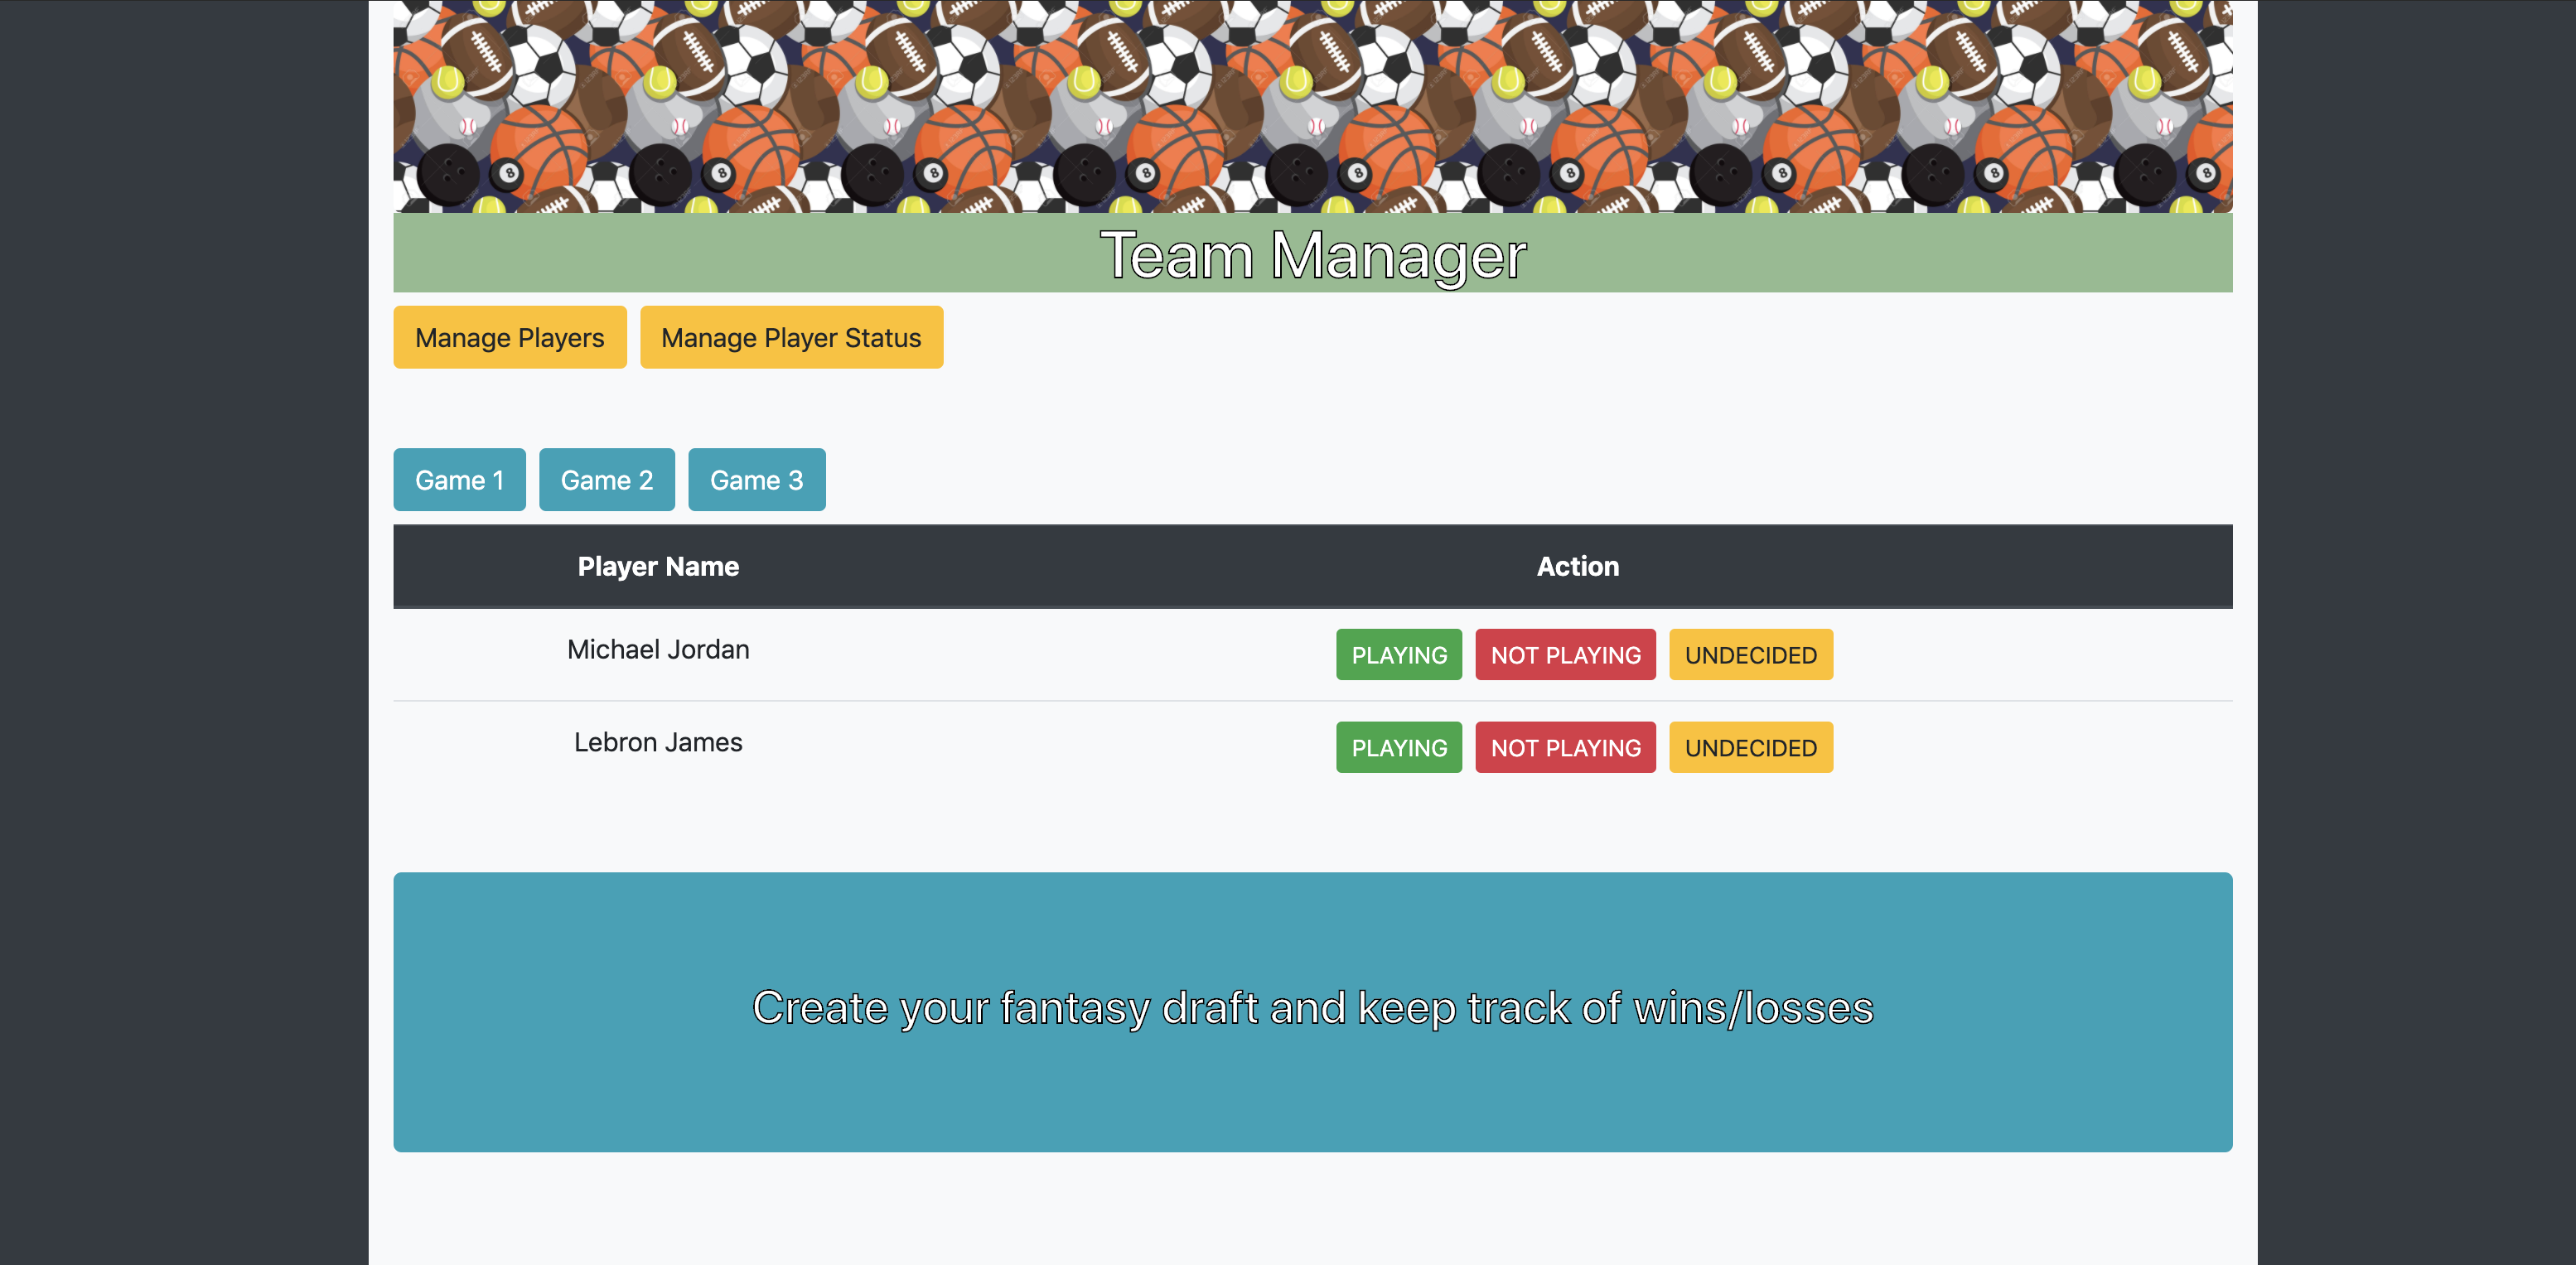 Team Manager
Manage Players Manage Player Status
Game 1 Game 2 Game 3
Player Name Action
Michael Jordan PLAYING NOT PLAYING UNDECIDED
Lebron James PLAYING NOT PLAYING UNDECIDED
Create your fantasy draft and keep track of wins/losses